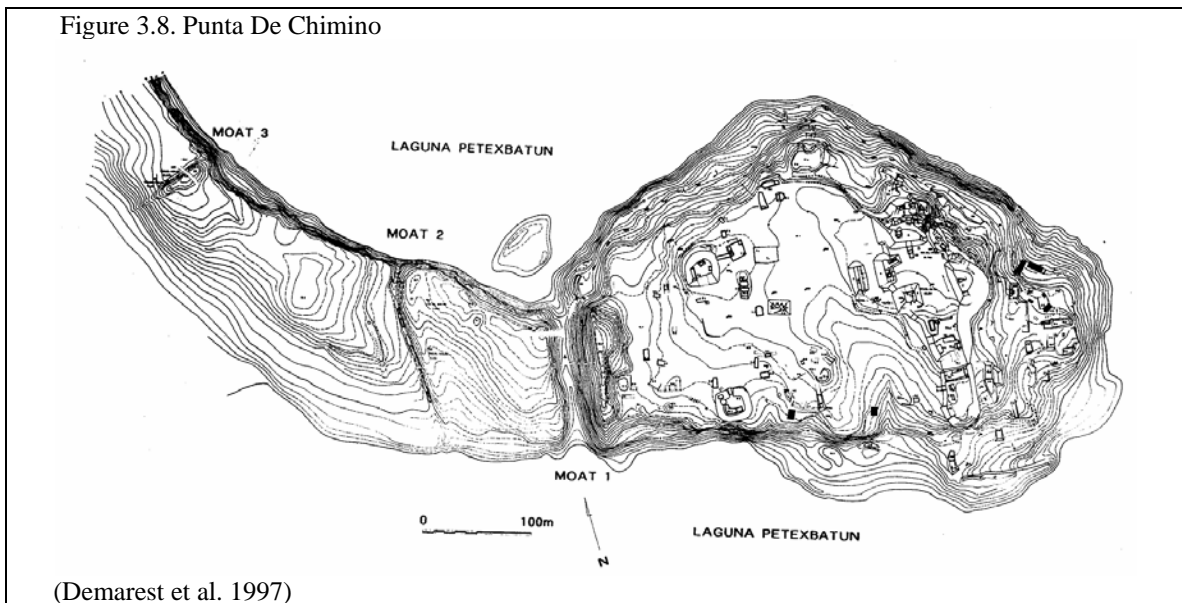 Figure 3.8. Punta De Chimino
MOAT 3
LAGUNA PETEXBATUN
MOAT 2
MOAT 1
0 100m
N
LAGUNA PETEXBATUN
(Demarest et al. 1997)